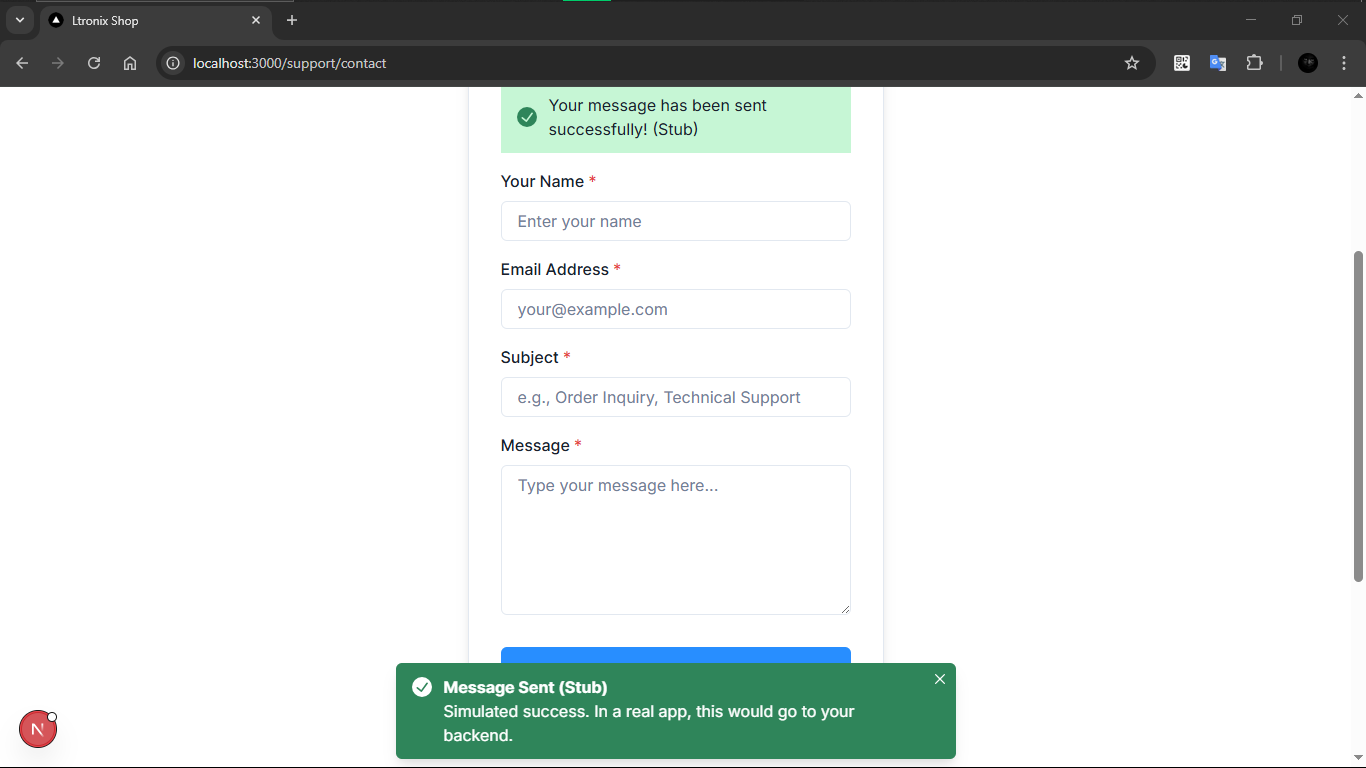 Ltronix Shop
localhost:3000/support/contact
Your message has been sent
successfully! (Stub)
Your Name *
Enter your name
Email Address *
your@example.com
Subject *
e.g., Order Inquiry, Technical Support
Message *
Type your message here...
Message Sent (Stub)
Simulated success. In a real app, this would go to your
backend.
N